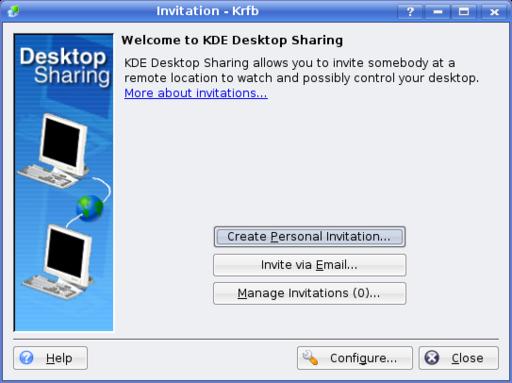 Invitation - Krfb
Desktop
Sharing
Welcome to KDE Desktop Sharing
KDE Desktop Sharing allows you to invite somebody at a
remote location to watch and possibly control your desktop.
More about invitations...
Create Personal Invitation...
Invite via Email...
Manage Invitations (0)...
Help
Configure...
Close